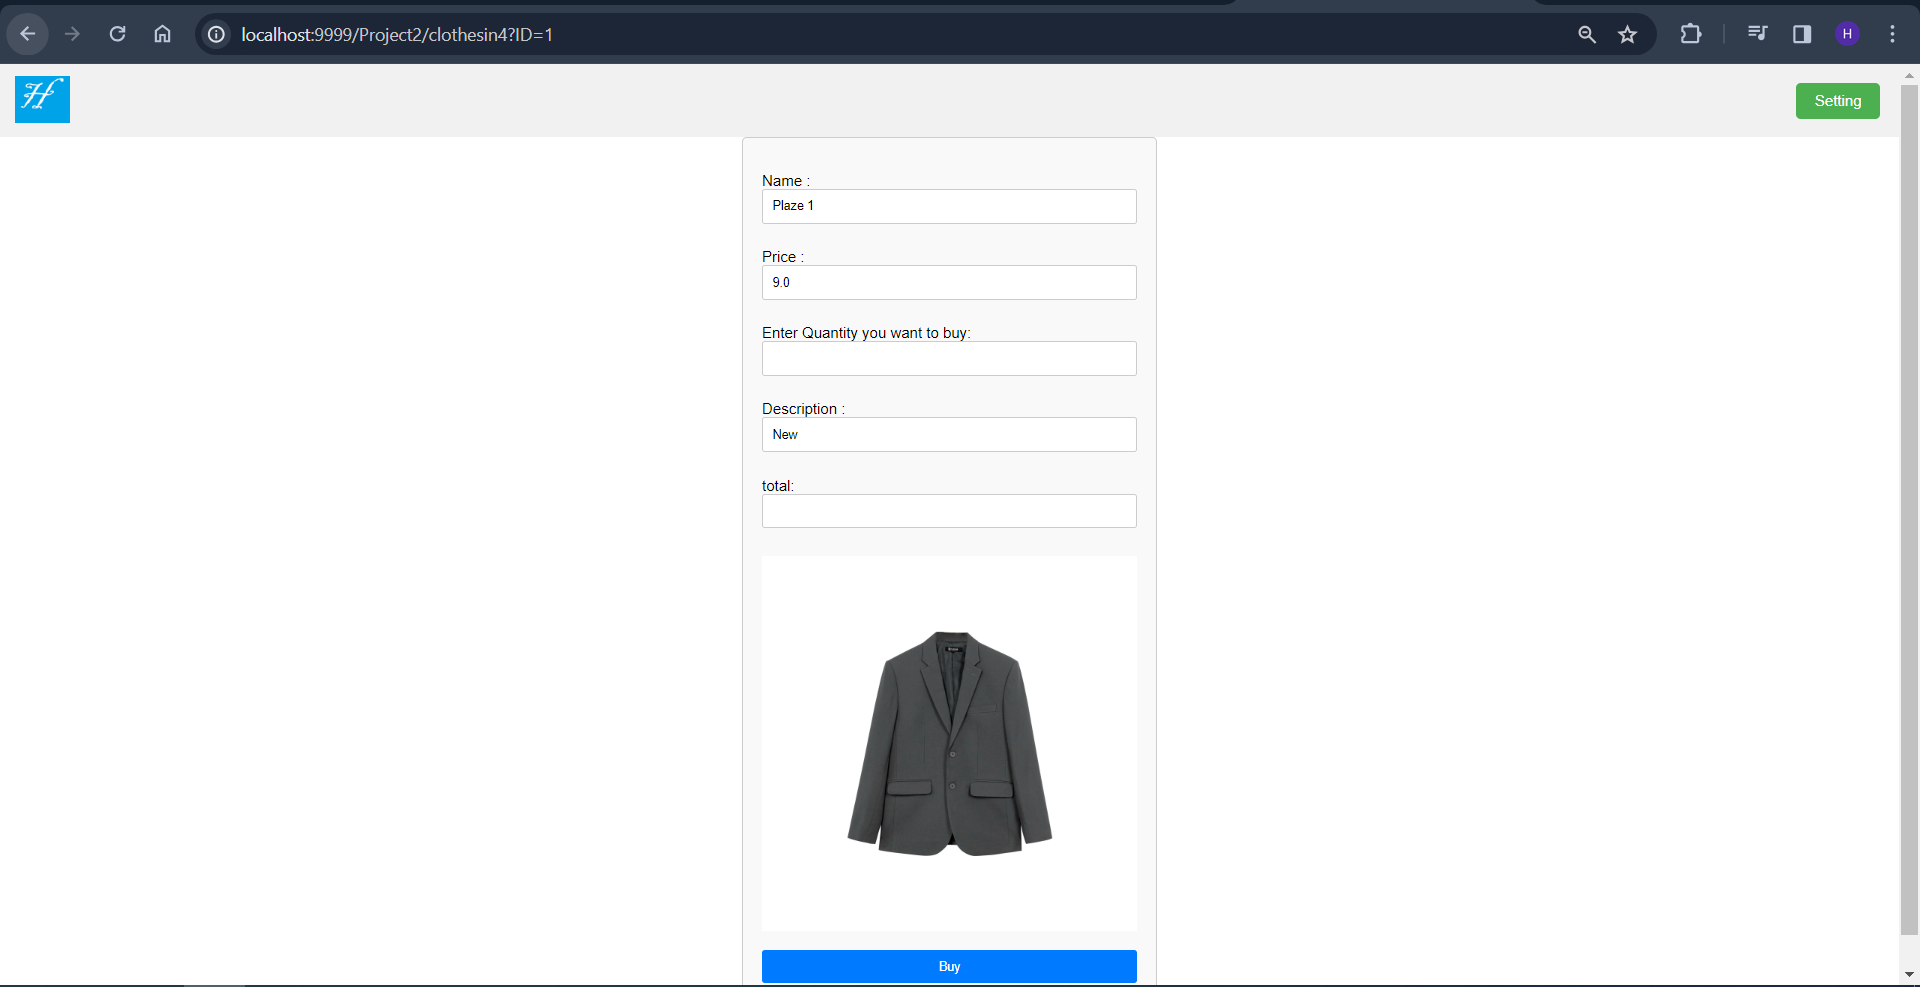 localhost:9999/Project2/clothesin4?ID=1
H
H
Setting
Name :
Plaze 1
Price :
9.0
Enter Quantity you want to buy:
Description :
New
total:
Buy